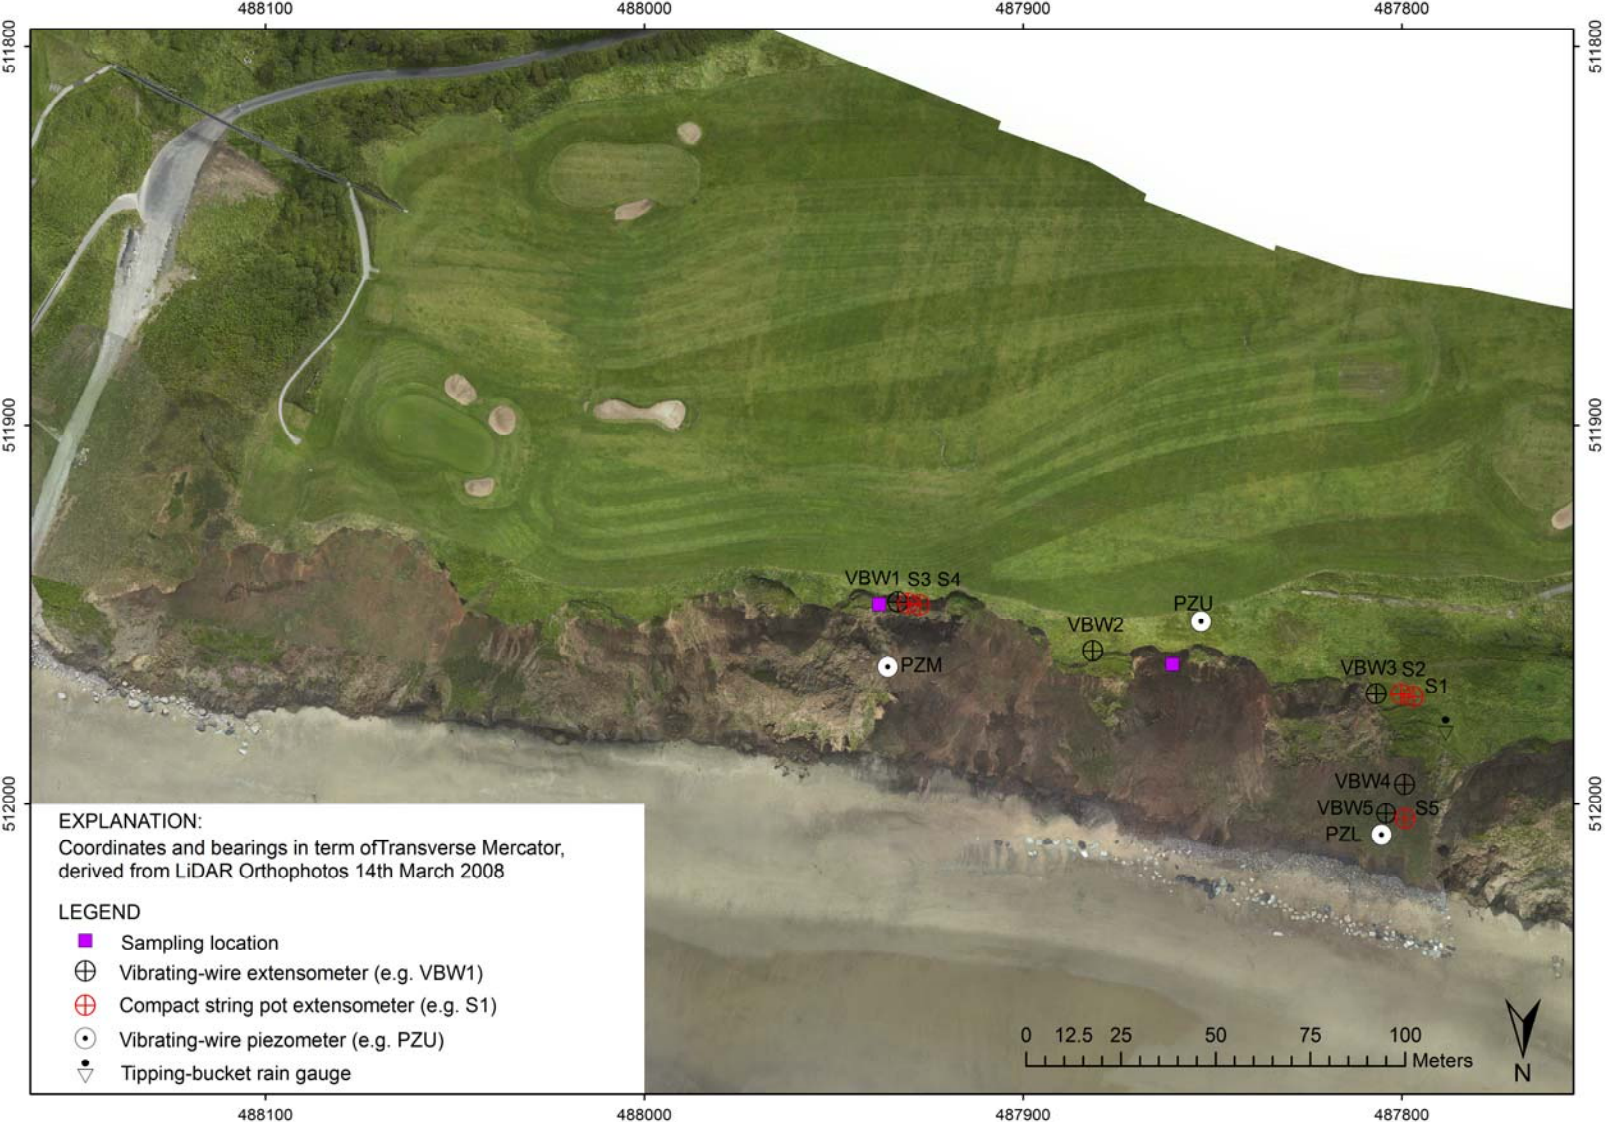 488100 488000 487900 487800
511800 511800
511900 511900
VBW1 S3 S4
PZU
VBW2
PZM
VBW3 S2
S1
VBW4
VBW5 S5
PZL
512000 512000
EXPLANATION:
Coordinates and bearings in term ofTransverse Mercator,
derived from LiDAR Orthophotos 14th March 2008
LEGEND
Sampling location
Vibrating-wire extensometer (e.g. VBW1)
Compact string pot extensometer (e.g. S1)
Vibrating-wire piezometer (e.g. PZU)
Tipping-bucket rain gauge
0 12.5 25 50 75 100
Meters
N
488100 488000 487900 487800